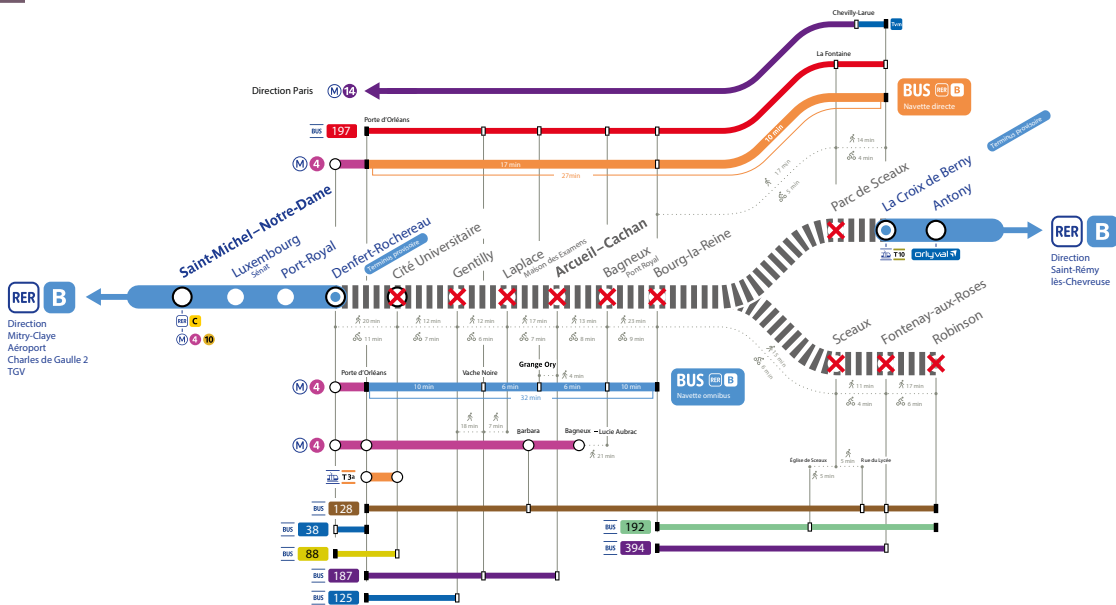 Chevilly-Larue
Tvm
La Fontaine
Direction Paris
M 14
BUS RER B
Navette directe
Porte d'Orléans
BUS 197
10 min
14 min
4 min
Terminus provisoire
M 4
17 min
27min
17 min
5 min
Parc de Sceaux
La Croix de Berny
Antony
Saint-Michel–Notre-Dame
Luxembourg
Sénat
Port-Royal
Denfert-Rochereau
Terminus provisoire
Cité Universitaire
Gentilly
Laplace
Maison des Examens
Arcueil–Cachan
Bagneux
Pont Royal
Bourg-la-Reine
RER B
T10
orlyval
Direction
Saint-Rémy
lès-Chevreuse
RER B
Direction
Mitry-Claye
Aéroport
Charles de Gaulle 2
TGV
RER C
M 4 10
20 min
12 min
12 min
17 min
13 min
23 min
11 min
7 min
6 min
7 min
8 min
9 min
Sceaux
Fontenay-aux-Roses
Robinson
15 min
6 min
11 min
17 min
4 min
6 min
Porte d'Orléans
Vache Noire
Grange Ory
4 min
M 4
10 min
6 min
6 min
10 min
32 min
BUS RER B
Navette omnibus
18 min
7 min
Barbara
Bagneux – Lucie Aubrac
M 4
21 min
Église de Sceaux
5 min
Rue du Lycée
5 min
T3a
BUS 128
BUS 38
BUS 192
BUS 88
BUS 394
BUS 187
BUS 125